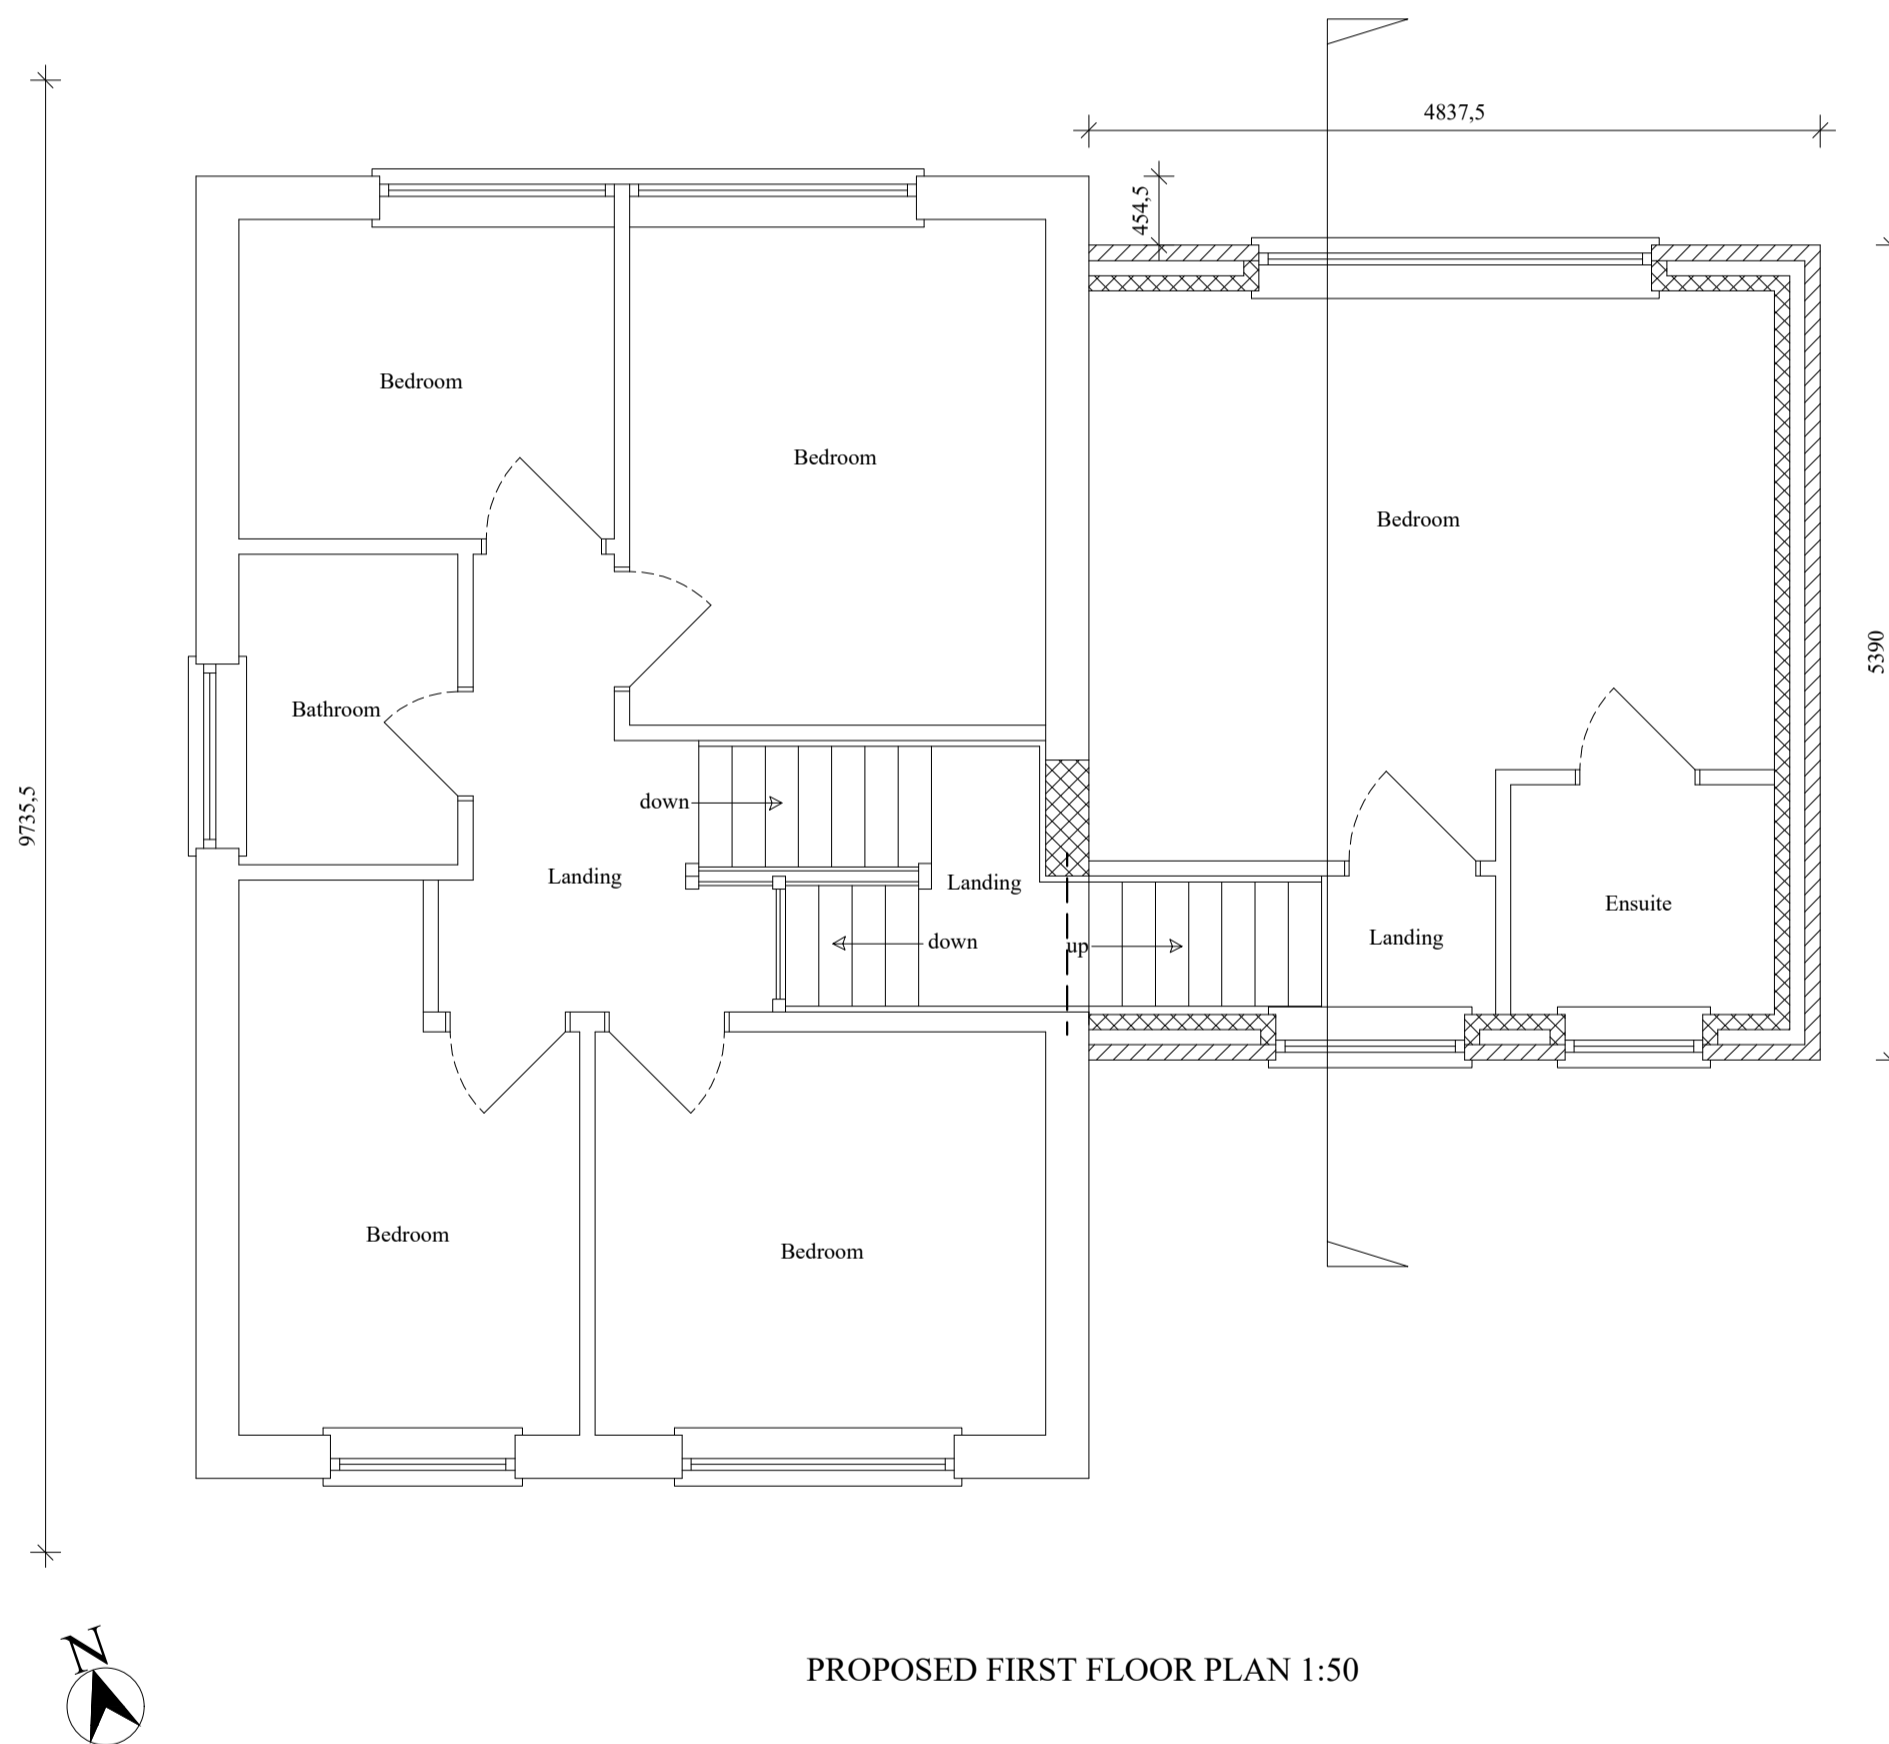 4837,5
454,5
Bedroom
Bedroom
Bedroom
5390
Bathroom
9735,5
down
Landing
Landing
Ensuite
down
up
Landing
Bedroom
Bedroom
N
PROPOSED FIRST FLOOR PLAN 1:50